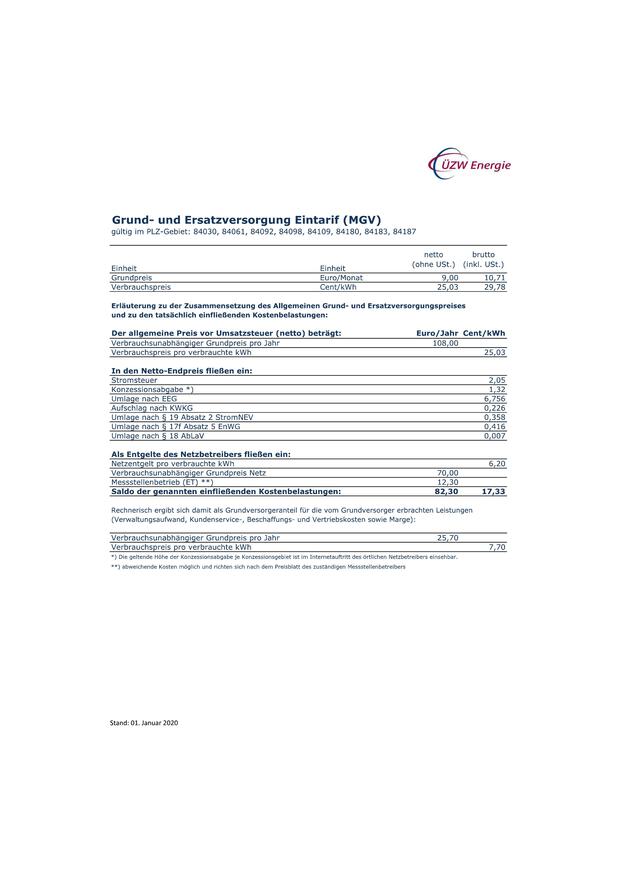 ÜZW Energie
Grund- und Ersatzversorgung Eintarif (MGV)
gültig im PLZ-Gebiet: 84030, 84061, 84092, 84098, 84109, 84180, 84183, 84187
netto brutto
Einheit Einheit (ohne USt.) (inkl. USt.)
Grundpreis Euro/Monat 9,00 10,71
Verbrauchspreis Cent/kWh 25,03 29,78
Erläuterung zu der Zusammensetzung des Allgemeinen Grund- und Ersatzversorgungspreises
und zu den tatsächlich einfließenden Kostenbelastungen:
Der allgemeine Preis vor Umsatzsteuer (netto) beträgt: Euro/Jahr Cent/kWh
Verbrauchsunabhängiger Grundpreis pro Jahr 108,00
Verbrauchspreis pro verbrauchte kWh 25,03
In den Netto-Endpreis fließen ein:
Stromsteuer 2,05
Konzessionsabgabe *) 1,32
Umlage nach EEG 6,756
Aufschlag nach KWKG 0,226
Umlage nach § 19 Absatz 2 StromNEV 0,358
Umlage nach § 17f Absatz 5 EnWG 0,416
Umlage nach § 18 AbLaV 0,007
Als Entgelte des Netzbetreibers fließen ein:
Netzentgelt pro verbrauchte kWh 6,20
Verbrauchsunabhängiger Grundpreis Netz 70,00
Messstellenbetrieb (ET) **) 12,30
Saldo der genannten einfließenden Kostenbelastungen: 82,30 17,33
Rechnerisch ergibt sich damit als Grundversorgeranteil für die vom Grundversorger erbrachten Leistungen
(Verwaltungsaufwand, Kundenservice-, Beschaffungs- und Vertriebskosten sowie Marge):
Verbrauchsunabhängiger Grundpreis pro Jahr 25,70
Verbrauchspreis pro verbrauchte kWh 7,70
*) Die geltende Höhe der Konzessionsabgabe je Konzessionsgebiet ist im Internetauftritt des örtlichen Netzbetreibers einsehbar.
**) abweichende Kosten möglich und richten sich nach dem Preisblatt des zuständigen Messstellenbetreibers
Stand: 01. Januar 2020